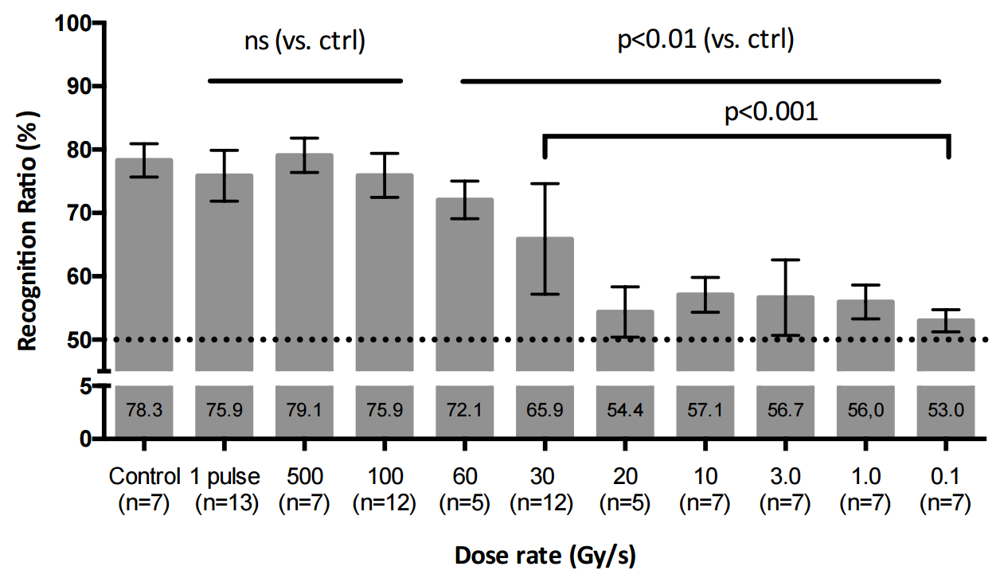 100
ns (vs. ctrl)
p<0.01 (vs. ctrl)
90
p<0.001
80
70
60
50
5
0
Recognition Ratio (%)
78.3 75.9 79.1 75.9 72.1 65.9 54.4 57.1 56.7 56,0 53.0
Control 1 pulse 500 100 60 30 20 10 3.0 1.0 0.1
(n=7) (n=13) (n=7) (n=12) (n=5) (n=12) (n=5) (n=7) (n=7) (n=7) (n=7)
Dose rate (Gy/s)